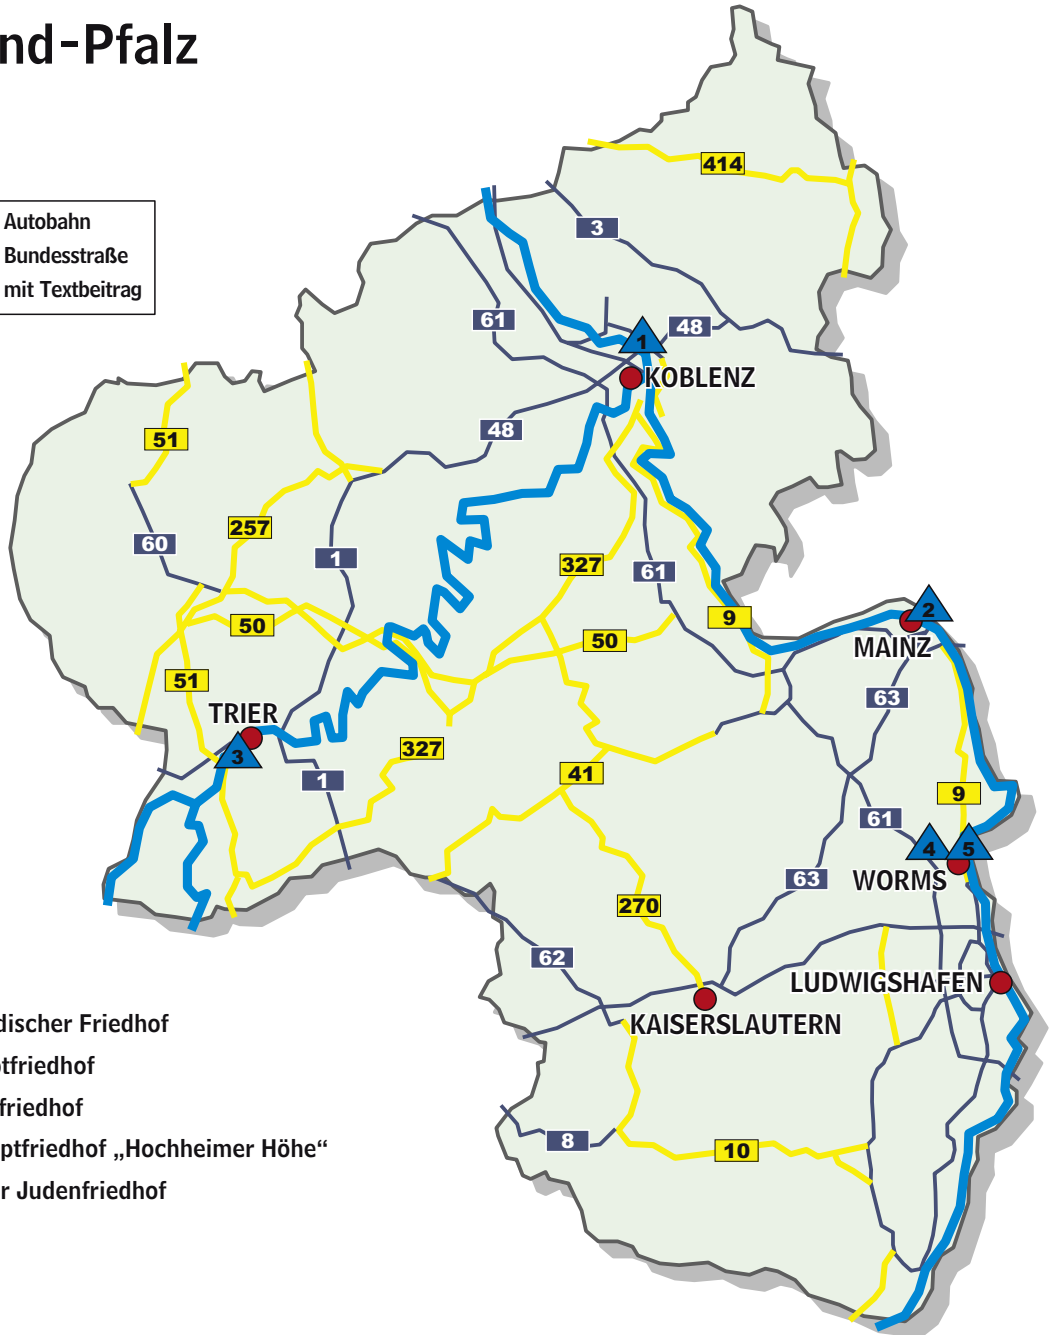 nd-Pfalz
Autobahn
Bundesstraße
mit Textbeitrag
414
3
61
48
1
KOBLENZ
51
48
257
60
1
327
61
50
50
9
2
MAINZ
51
63
TRIER
3
327
1
41
9
61
4
5
WORMS
63
270
62
LUDWIGSHAFEN
KAISERSLAUTERN
discher Friedhof
otfriedhof
friedhof
ptfriedhof „Hochheimer Höhe“
r Judenfriedhof
8
10